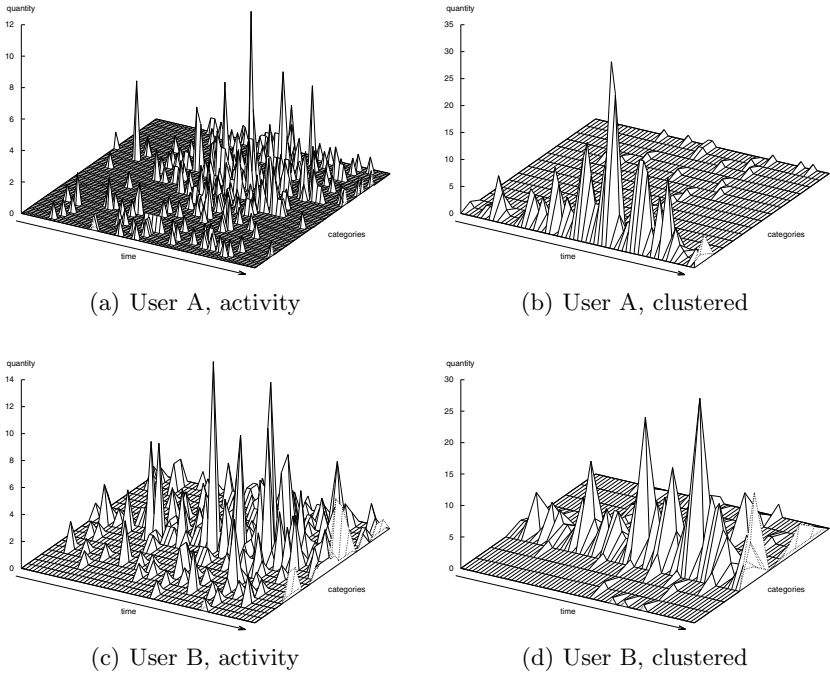 quantity
12
10
8
6
4
2
0
time
categories
(a) User A, activity
quantity
35
30
25
20
15
10
5
0
time
categories
(b) User A, clustered
quantity
14
12
10
8
6
4
2
0
time
categories
(c) User B, activity
quantity
30
25
20
15
10
5
0
time
categories
(d) User B, clustered